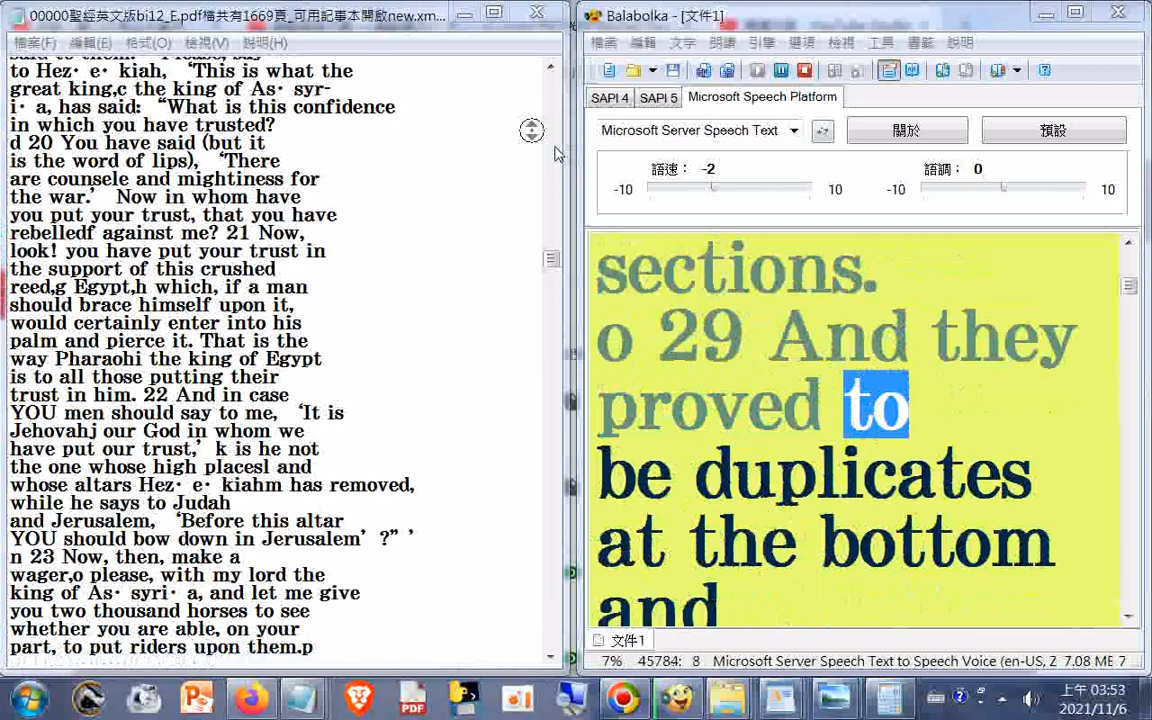 00000聖經英文版bi12_E.pdf檔共有1669頁_可用記事本開啟new.xm...
檔案(F) 編輯(E) 格式(O) 檢視(V) 說明(H)
to Hez·e·kiah, ‘This is what the
great king,c the king of As·syr-
i·a, has said: “What is this confidence
in which you have trusted?
d 20 You have said (but it
is the word of lips), ‘There
are counsele and mightiness for
the war.’ Now in whom have
you put your trust, that you have
rebelledf against me? 21 Now,
look! you have put your trust in
the support of this crushed
reed,g Egypt,h which, if a man
should brace himself upon it,
would certainly enter into his
palm and pierce it. That is the
way Pharaohi the king of Egypt
is to all those putting their
trust in him. 22 And in case
YOU men should say to me, ‘It is
Jehovahj our God in whom we
have put our trust,’ k is he not
the one whose high placesl and
whose altars Hez·e·kiahm has removed,
while he says to Judah
and Jerusalem, ‘Before this altar
YOU should bow down in Jerusalem’?”’
n 23 Now, then, make a
wager,o please, with my lord the
king of As·syri·a, and let me give
you two thousand horses to see
whether you are able, on your
part, to put riders upon them.p
Balabolka - [文件1]
檔案 編輯 文字 朗讀 引擎 選項 檢視 工具 書籤 說明
SAPI 4 SAPI 5 Microsoft Speech Platform
Microsoft Server Speech Text
關於 預設
語速： -2 語調： 0
-10 10 -10 10
sections.
o 29 And they
proved to
be duplicates
at the bottom
and
文件1
7% 45784: 8 Microsoft Server Speech Text to Speech Voice (en-US, Z 7.08 MB 7
PDF
上午 03:53
2021/11/6